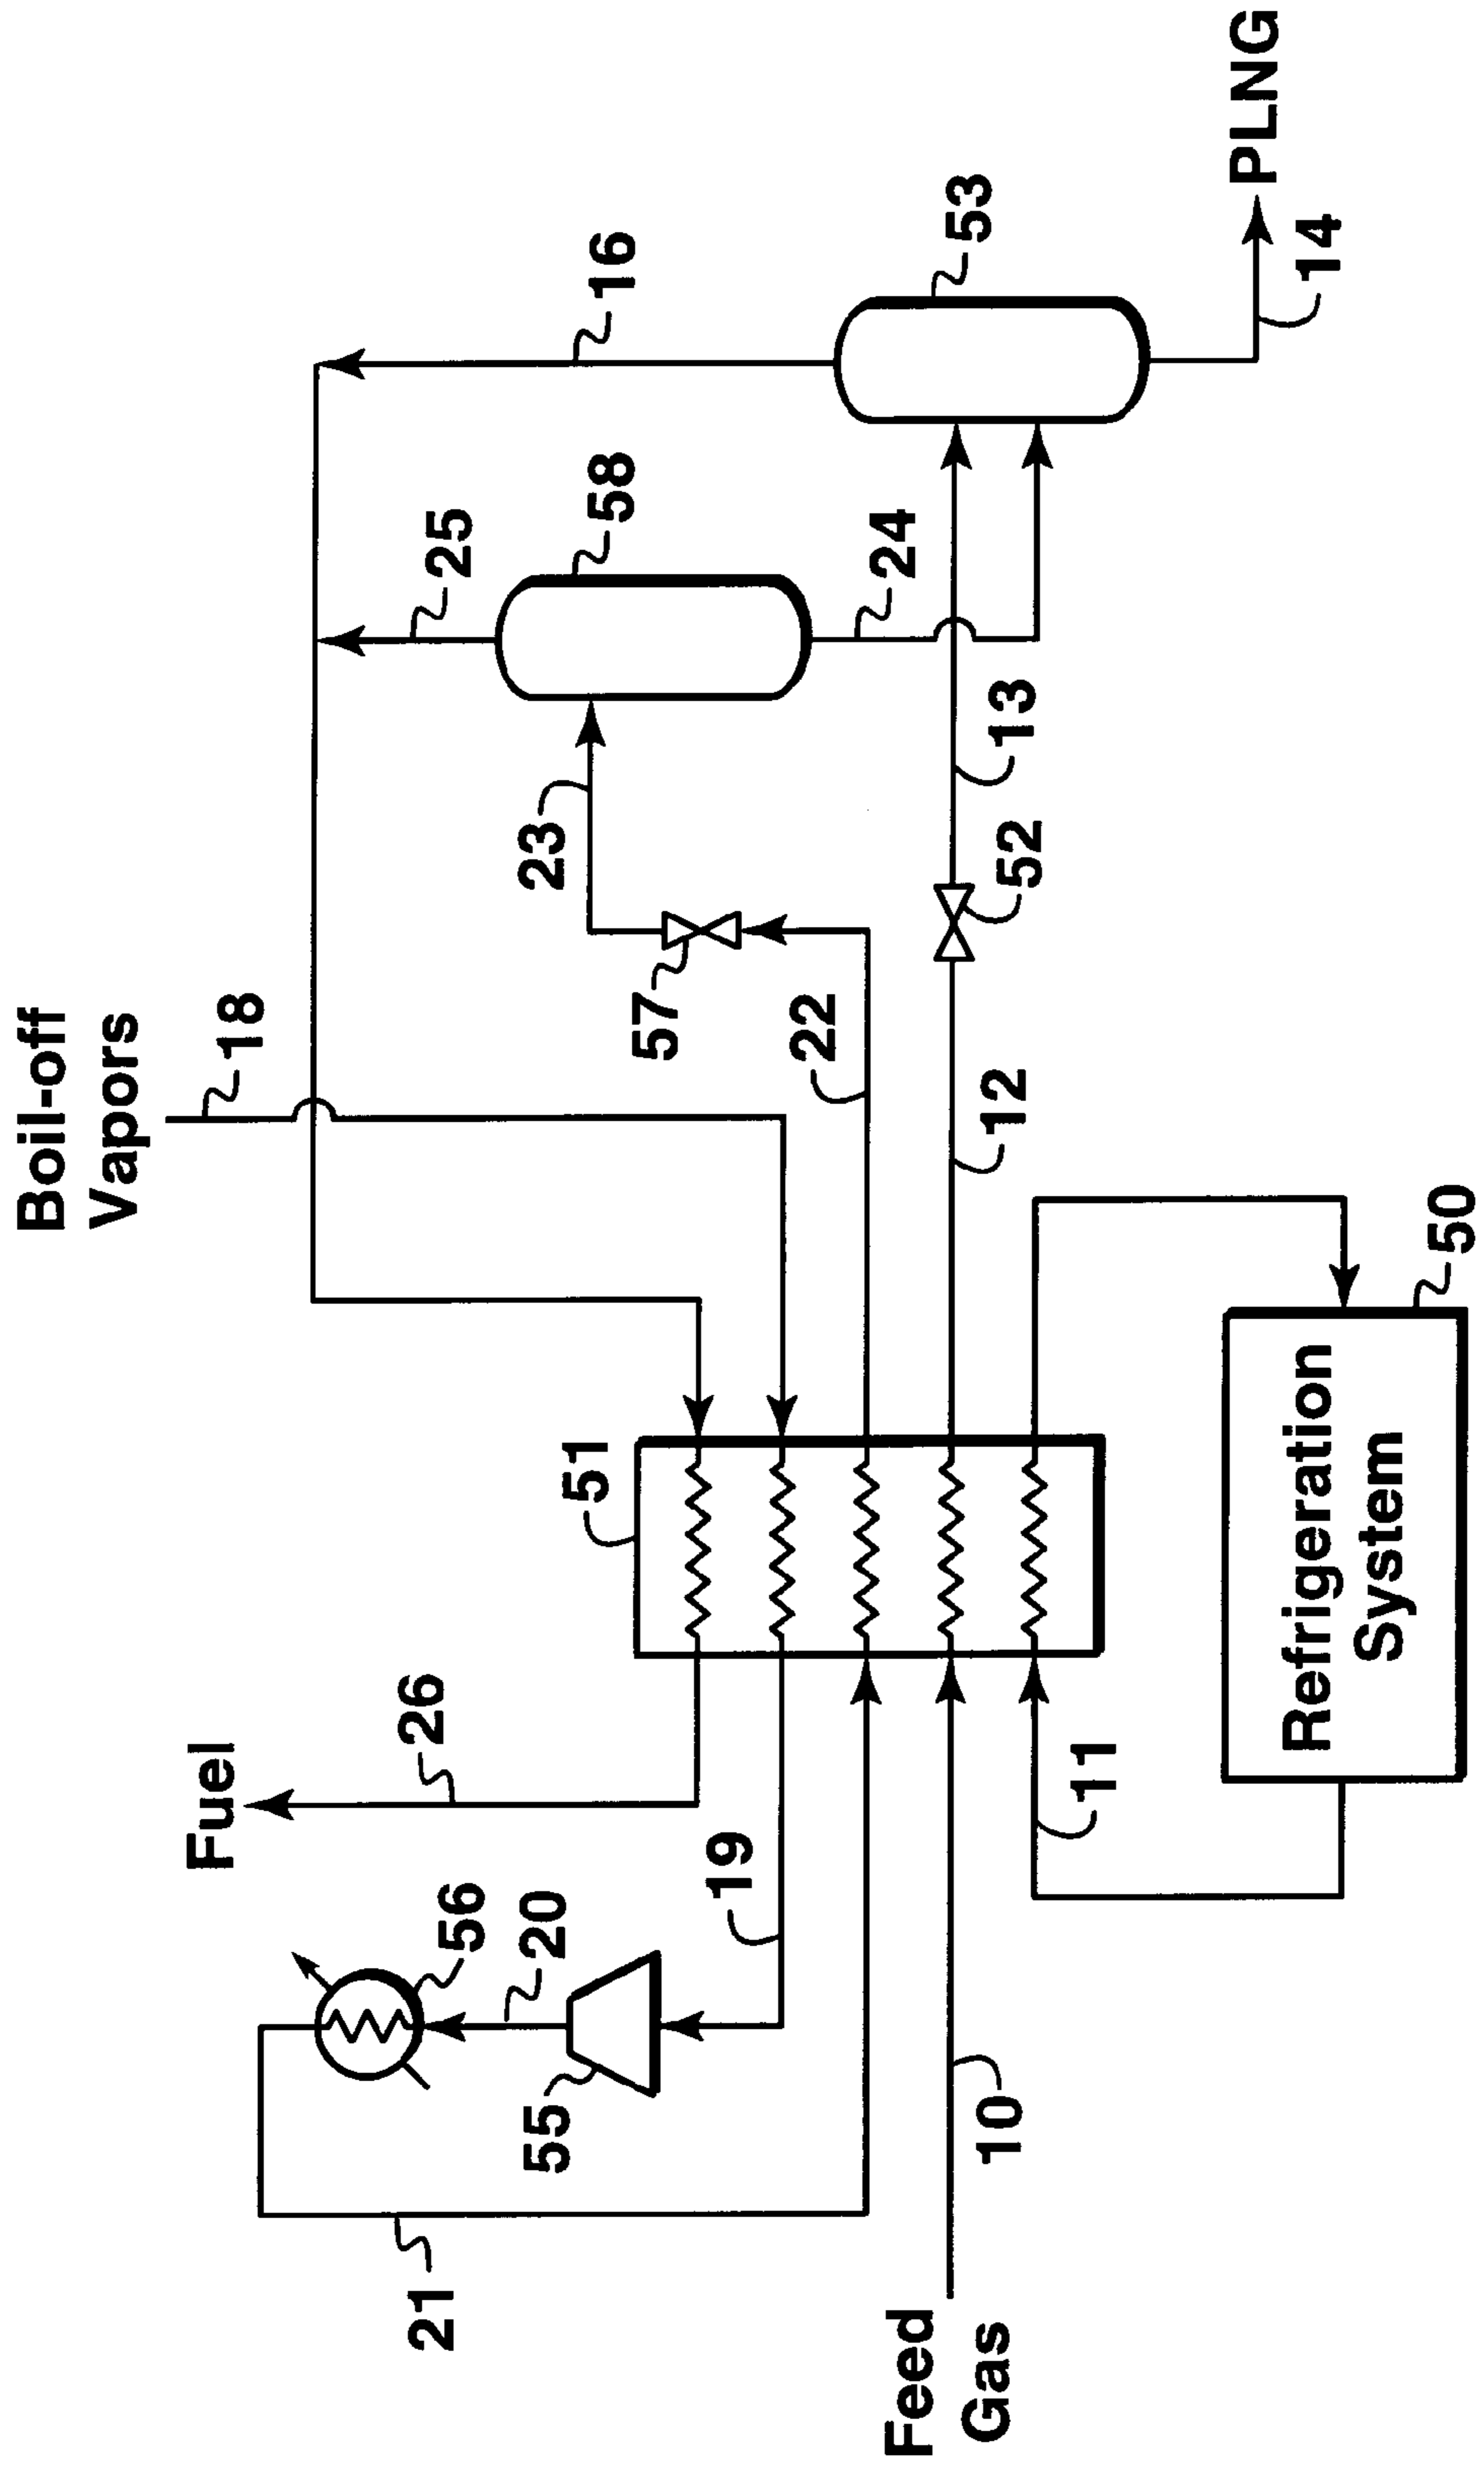 Boil-off
Vapors
18
Fuel
26
56
20
55
21
19
51
25
58
16
23
57
24
53
22
13
52
12
PLNG
14
Feed
Gas
10
11
Refrigeration
System
50